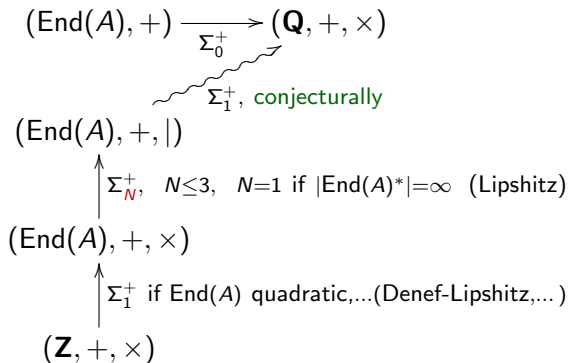 (End(A), +) (𝐐, +, ×)
Σ₀⁺
Σ₁⁺, conjecturally
(End(A), +, |)
Σ_N⁺, N≤3, N=1 if |End(A)*|=∞ (Lipshitz)
(End(A), +, ×)
Σ₁⁺ if End(A) quadratic,...(Denef-Lipshitz,...)
(𝐙, +, ×)